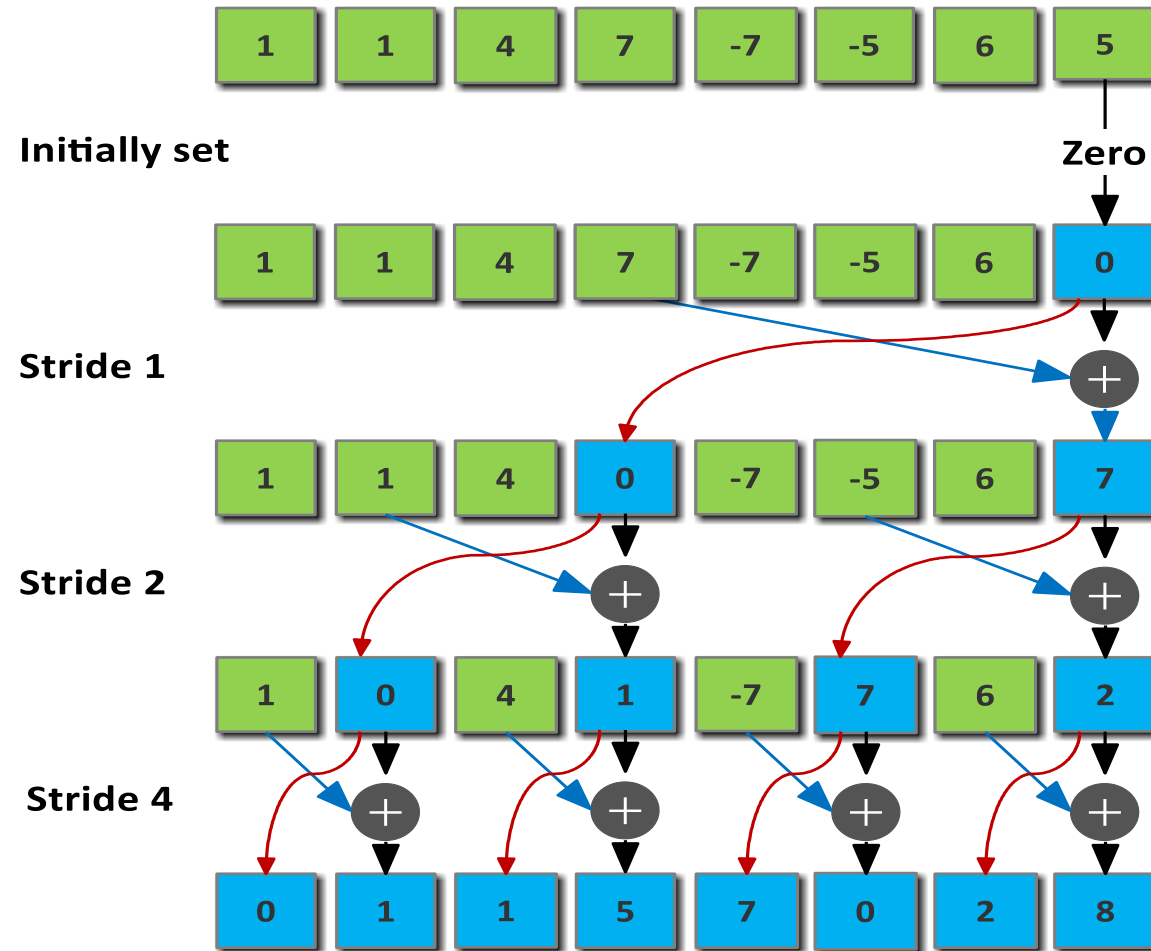 1 1 4 7 -7 -5 6 5
Initially set
Zero
1 1 4 7 -7 -5 6 0
Stride 1
1 1 4 0 -7 -5 6 7
Stride 2
1 0 4 1 -7 7 6 2
Stride 4
0 1 1 5 7 0 2 8